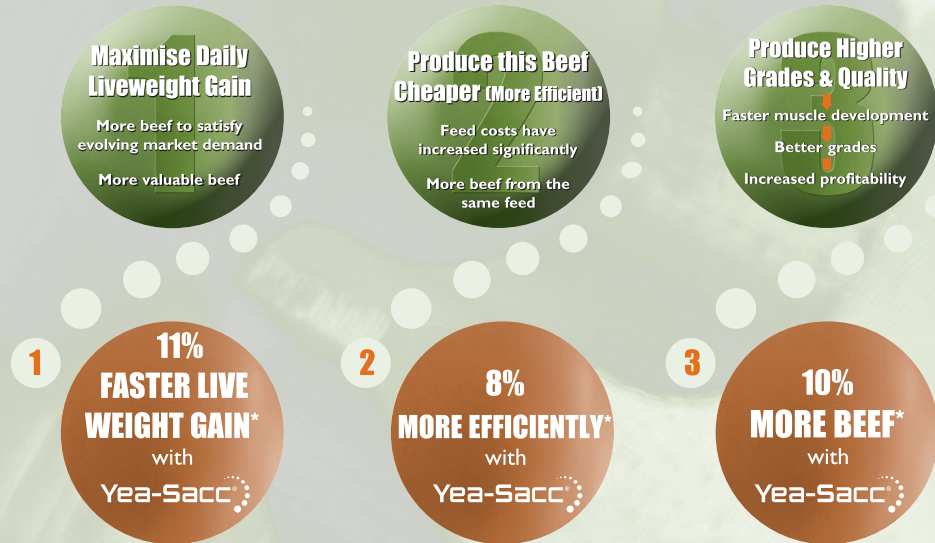 1
Maximise Daily
Liveweight Gain
More beef to satisfy
evolving market demand
More valuable beef
2
Produce this Beef
Cheaper (More Efficient)
Feed costs have
increased significantly
More beef from the
same feed
3
Produce Higher
Grades & Quality
Faster muscle development
Better grades
Increased profitability
1
11%
FASTER LIVE
WEIGHT GAIN*
with
Yea-Sacc®
2
8%
MORE EFFICIENTLY*
with
Yea-Sacc®
3
10%
MORE BEEF*
with
Yea-Sacc®